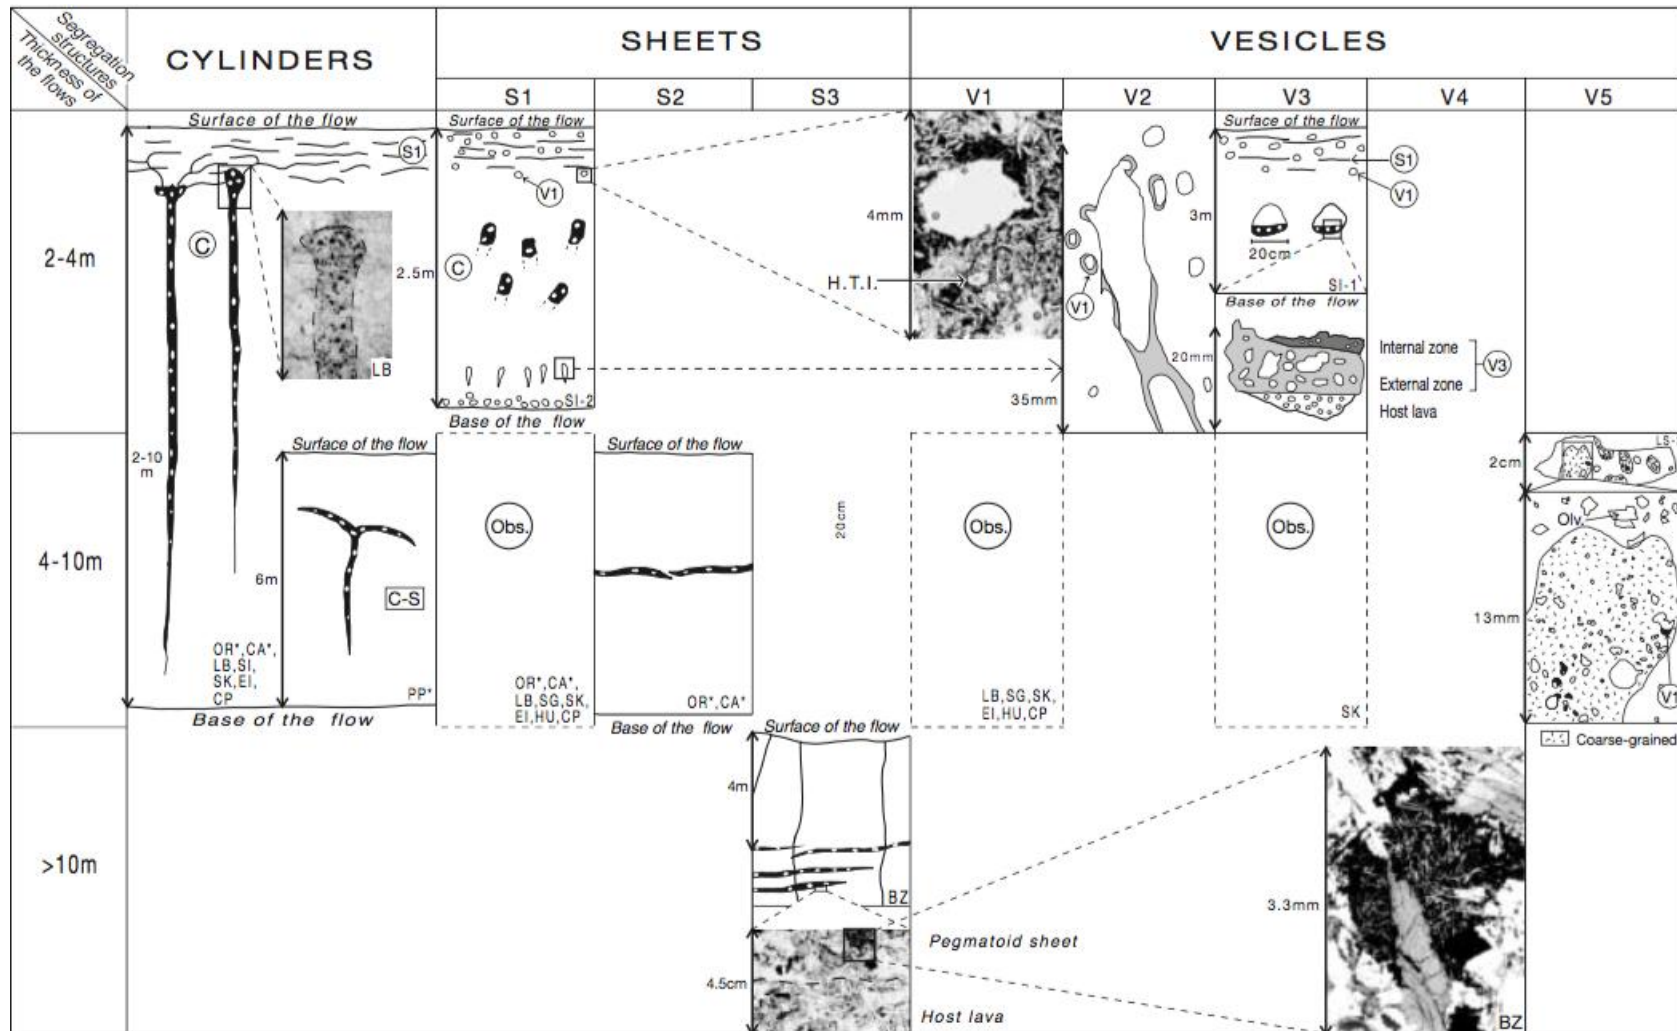 Segregation
structures
Thickness of
the flows
CYLINDERS
SHEETS
VESICLES
S1
S2
S3
V1
V2
V3
V4
V5
2-4m
Surface of the flow
S1
C
LB
2-10
m
OR*,CA*,
LB,SI,
SK,EI,
CP
Base of the flow
Surface of the flow
2.5m
V1
C
SI-2
Base of the flow
4mm
H.T.I.
V1
35mm
Surface of the flow
S1
V1
3m
20cm
SI-1
Base of the flow
20mm
Internal zone
External zone
V3
Host lava
4-10m
Surface of the flow
6m
C-S
PP*
Obs.
OR*,CA*,
LB,SG,SK,
EI,HU,CP
Surface of the flow
OR*,CA*
Base of the flow
20cm
Obs.
LB,SG,SK,
EI,HU,CP
Obs.
SK
LS-
2cm
Olv.
13mm
V1
Coarse-grained
>10m
Surface of the flow
4m
BZ
4.5cm
Pegmatoid sheet
Host lava
3.3mm
BZ